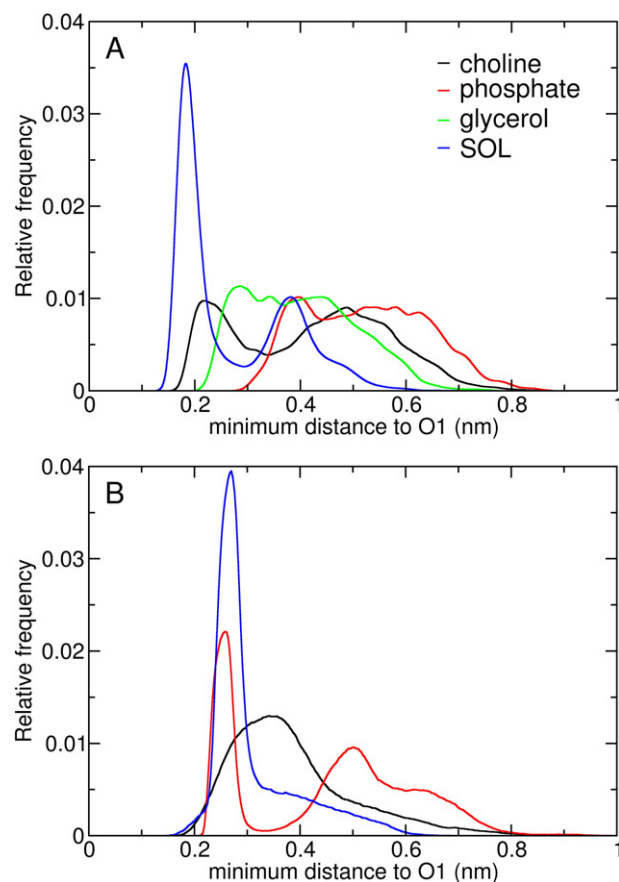 0.04
A
choline
phosphate
glycerol
SOL
0.03
0.02
0.01
0
Relative frequency
0 0.2 0.4 0.6 0.8 1
minimum distance to O1 (nm)
0.04
B
0.03
0.02
0.01
0
Relative frequency
0 0.2 0.4 0.6 0.8 1
minimum distance to O1 (nm)